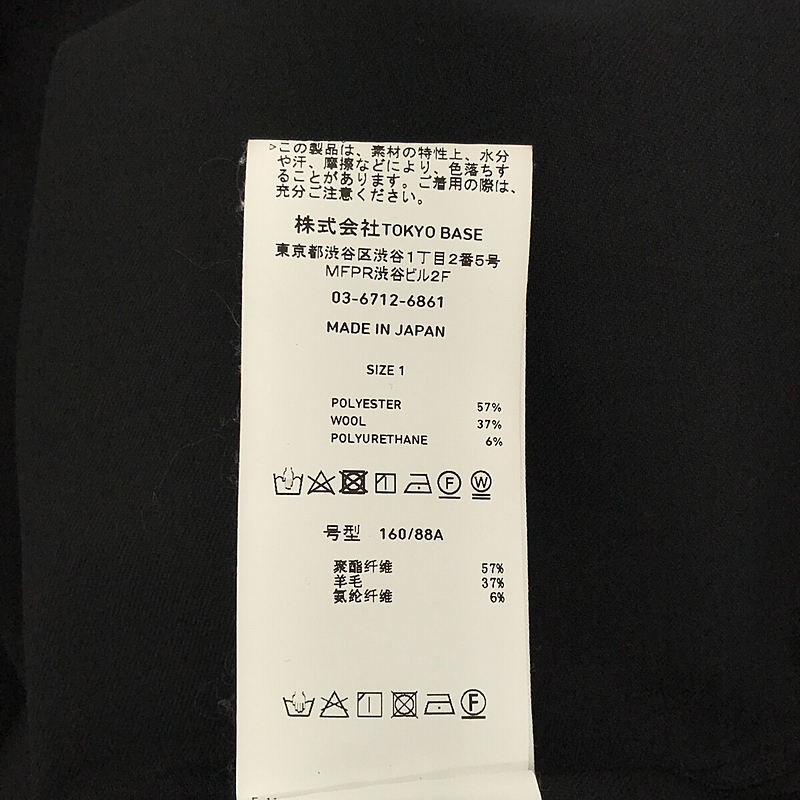 >この製品は、素材の特性上、水分
や汗、摩擦などにより、色落ちす
ることがあります。ご着用の際は、
充分ご注意ください。
株式会社TOKYO BASE
東京都渋谷区渋谷1丁目2番5号
MFPR渋谷ビル2F
03-6712-6861
MADE IN JAPAN
SIZE 1
POLYESTER 57%
WOOL 37%
POLYURETHANE 6%
F W
号型 160/88A
聚酯纤维 57%
羊毛 37%
氨纶纤维 6%
F